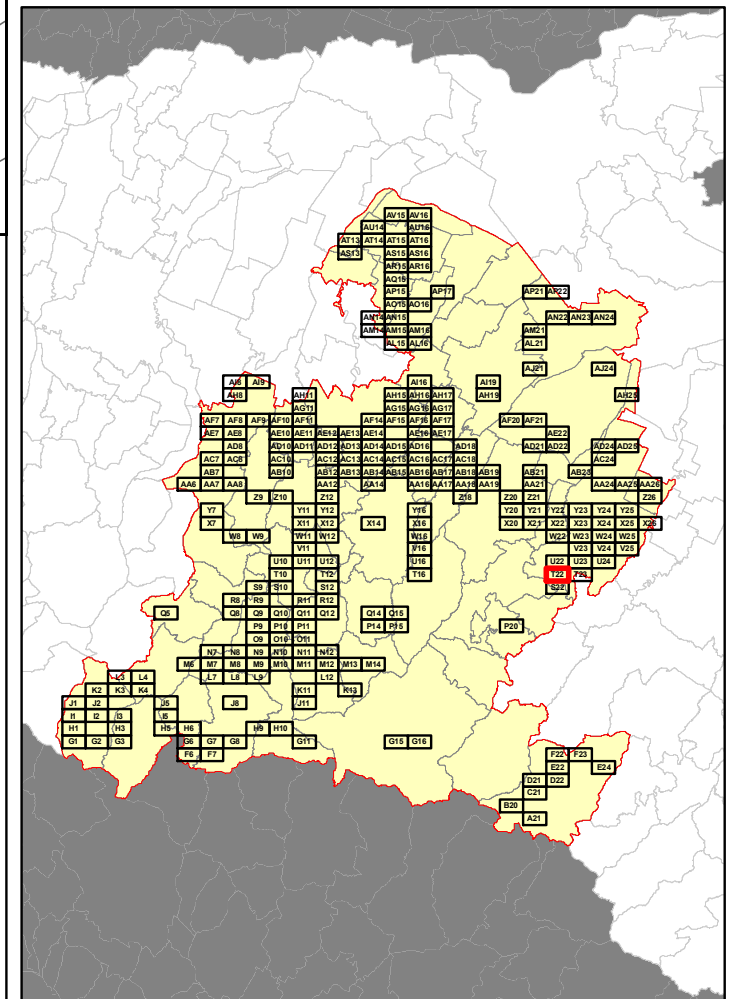 AV15 AV16
AU14 AU16
AT13 AT14 AT15 AT16
AS13 AS15 AS16
AR15 AR16
AQ15
AP15 AP17 AP21 AP22
AO15 AO16
AN14 AN15 AN22 AN23 AN24
AM14 AM15 AM16 AM21
AL15 AL16 AL21
AJ21 AJ24
AI8 AI9 AI16 AI19
AH8 AH11 AH15 AH16 AH17 AH19 AH25
AG11 AG15 AG16 AG17
AF7 AF8 AF9 AF10 AF11 AF14 AF15 AF16 AF17 AF20 AF21
AE7 AE8 AE10 AE11 AE12 AE13 AE14 AE16 AE17 AE22
AD8 AD10 AD11 AD12 AD13 AD14 AD15 AD16 AD18 AD21 AD22 AD24 AD25
AC7 AC8 AC10 AC12 AC13 AC14 AC15 AC16 AC17 AC18 AC24
AB7 AB10 AB12 AB13 AB14 AB15 AB16 AB17 AB18 AB19 AB21 AB23
AA6 AA7 AA8 AA12 AA14 AA16 AA17 AA18 AA19 AA21 AA24 AA25 AA26
Z9 Z10 Z12 Z18 Z20 Z21 Z26
Y7 Y11 Y12 Y16 Y20 Y21 Y22 Y23 Y24 Y25
X7 X11 X12 X14 X16 X20 X21 X22 X23 X24 X25 X26
W8 W9 W11 W12 W16 W22 W23 W24 W25
V11 V16 V23 V24 V25
U10 U11 U12 U16 U22 U23 U24
T10 T12 T16 T22 T23
S9 S10 S12 S22
R8 R9 R11 R12
Q5 Q8 Q9 Q10 Q11 Q12 Q14 Q15
P9 P10 P11 P14 P15 P20
O9 O10 O11
N7 N8 N9 N10 N11 N12
M6 M7 M8 M9 M10 M11 M12 M13 M14
L3 L4 L7 L8 L9 L12
K2 K3 K4 K11 K13
J1 J2 J5 J8 J11
I1 I2 I3 I5
H1 H3 H5 H6 H9 H10
G1 G2 G3 G6 G7 G8 G11 G15 G16
F6 F7 F22 F23
E22 E24
D21 D22
C21
B20
A21